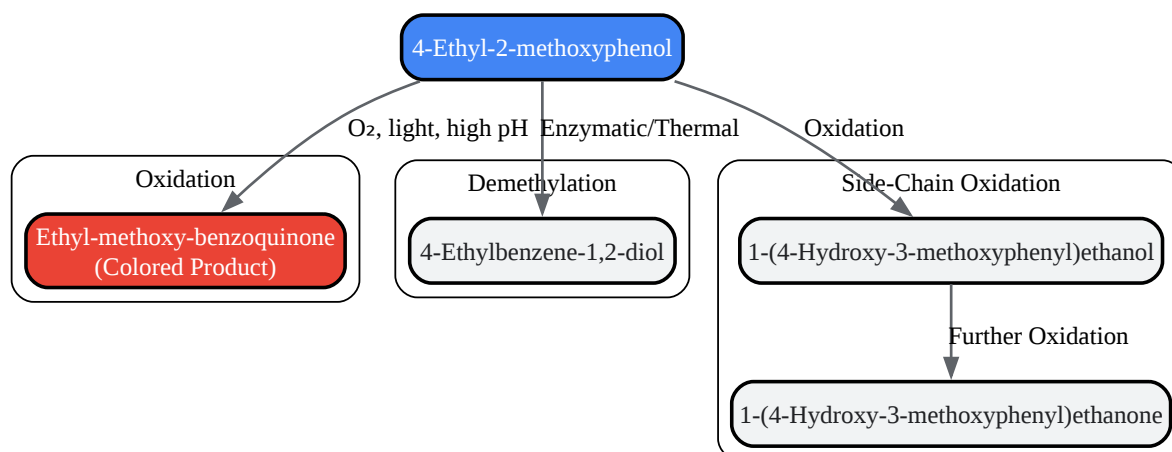 4-Ethyl-2-methoxyphenol
O₂, light, high pH
Enzymatic/Thermal
Oxidation
Oxidation
Demethylation
Side-Chain Oxidation
Ethyl-methoxy-benzoquinone
(Colored Product)
4-Ethylbenzene-1,2-diol
1-(4-Hydroxy-3-methoxyphenyl)ethanol
Further Oxidation
1-(4-Hydroxy-3-methoxyphenyl)ethanone